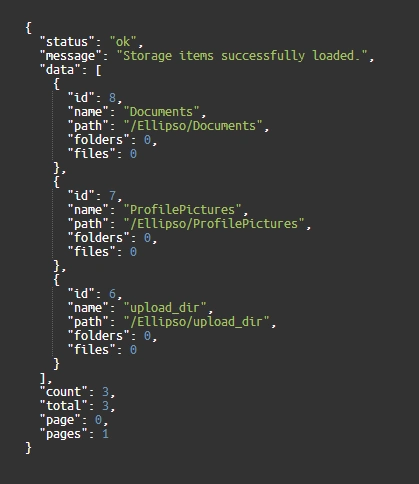 {
"status": "ok",
"message": "Storage items successfully loaded.",
"data": [
{
"id": 8,
"name": "Documents",
"path": "/Ellipso/Documents",
"folders": 0,
"files": 0
},
{
"id": 7,
"name": "ProfilePictures",
"path": "/Ellipso/ProfilePictures",
"folders": 0,
"files": 0
},
{
"id": 6,
"name": "upload_dir",
"path": "/Ellipso/upload_dir",
"folders": 0,
"files": 0
}
],
"count": 3,
"total": 3,
"page": 0,
"pages": 1
}